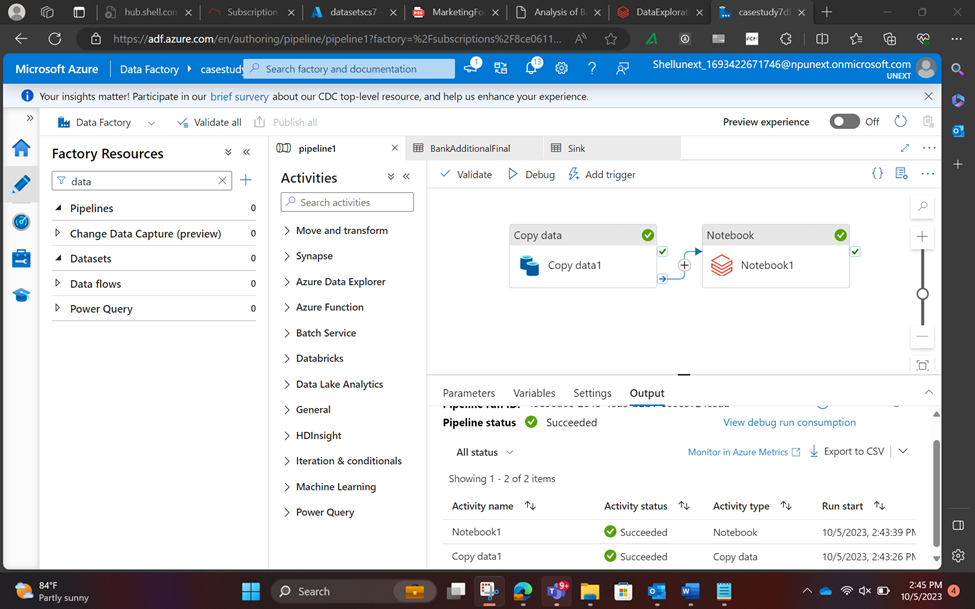 hub.shell.con
Subscription
datasetscs7 -
MarketingFo
Analysis of B
DataExplorat
casestudy7d
https://adf.azure.com/en/authoring/pipeline/pipeline1?factory=%2Fsubscriptions%2F8ce0611...
Microsoft Azure
Data Factory
casestud
Search factory and documentation
1
13
Shellunext_1693422671746@npunext.onmicrosoft.com
UNEXT
Your insights matter! Participate in our brief survey about our CDC top-level resource, and help us enhance your experience.
Data Factory
Validate all
Publish all
Preview experience
Off
Factory Resources
data
Pipelines 0
Change Data Capture (preview) 0
Datasets 0
Data flows 0
Power Query 0
pipeline1
BankAdditionalFinal
Sink
Activities
Search activities
Move and transform
Synapse
Azure Data Explorer
Azure Function
Batch Service
Databricks
Data Lake Analytics
General
HDInsight
Iteration & conditionals
Machine Learning
Power Query
Validate
Debug
Add trigger
Copy data
Copy data1
Notebook
Notebook1
Parameters
Variables
Settings
Output
Pipeline run ID:
Pipeline status
Succeeded
View debug run consumption
All status
Monitor in Azure Metrics
Export to CSV
Showing 1 - 2 of 2 items
Activity name
Activity status
Activity type
Run start
Notebook1
Succeeded
Notebook
10/5/2023, 2:43:39 PM
Copy data1
Succeeded
Copy data
10/5/2023, 2:43:26 PM
84°F
Partly sunny
Search
9+
2:45 PM
10/5/2023
4